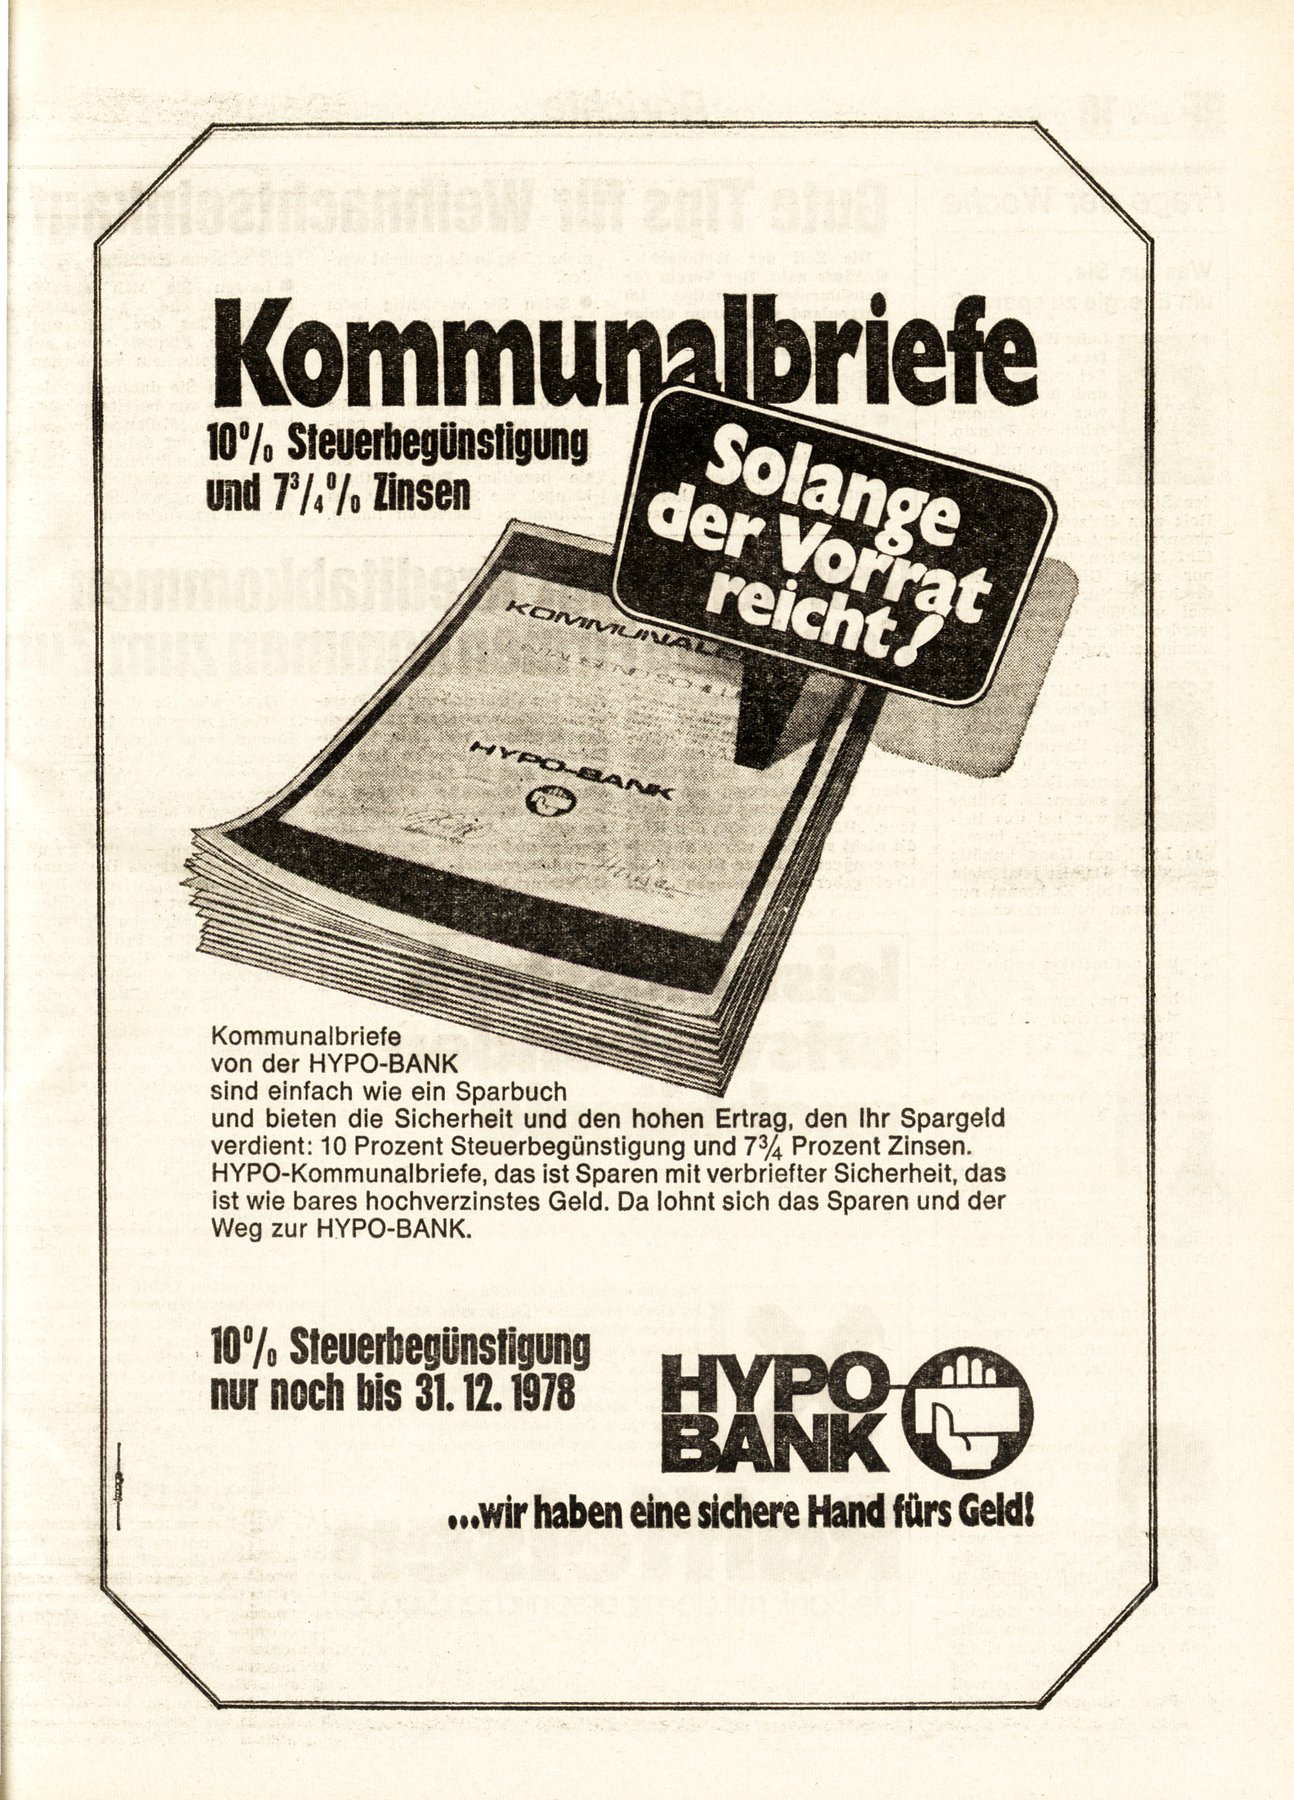 Kommunalbriefe
10% Steuerbegünstigung
und 7¾% Zinsen
Solange
der Vorrat
reicht!
HYPO-BANK
Kommunalbriefe
von der HYPO-BANK
sind einfach wie ein Sparbuch
und bieten die Sicherheit und den hohen Ertrag, den Ihr Spargeld
verdient: 10 Prozent Steuerbegünstigung und 7¾ Prozent Zinsen.
HYPO-Kommunalbriefe, das ist Sparen mit verbriefter Sicherheit, das
ist wie bares hochverzinstes Geld. Da lohnt sich das Sparen und der
Weg zur HYPO-BANK.
10% Steuerbegünstigung
nur noch bis 31. 12. 1978
HYPO
BANK
...wir haben eine sichere Hand fürs Geld!